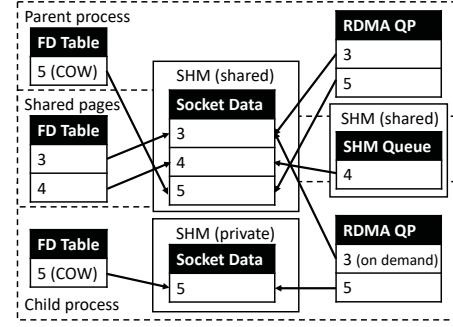 Parent process
FD Table
5 (COW)
Shared pages
FD Table
3
4
FD Table
5 (COW)
Child process
SHM (shared)
Socket Data
3
4
5
SHM (private)
Socket Data
5
RDMA QP
3
5
SHM (shared)
SHM Queue
4
RDMA QP
3 (on demand)
5